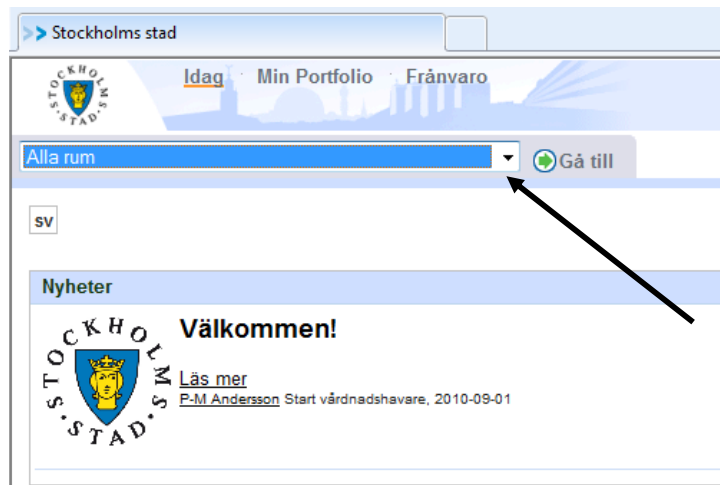 >> Stockholms stad
STOCKHOLMS STAD
Idag · Min Portfolio · Frånvaro
Alla rum
Gå till
sv
Nyheter
STOCKHOLMS·STAD·
Välkommen!
Läs mer
P-M Andersson Start vårdnadshavare, 2010-09-01